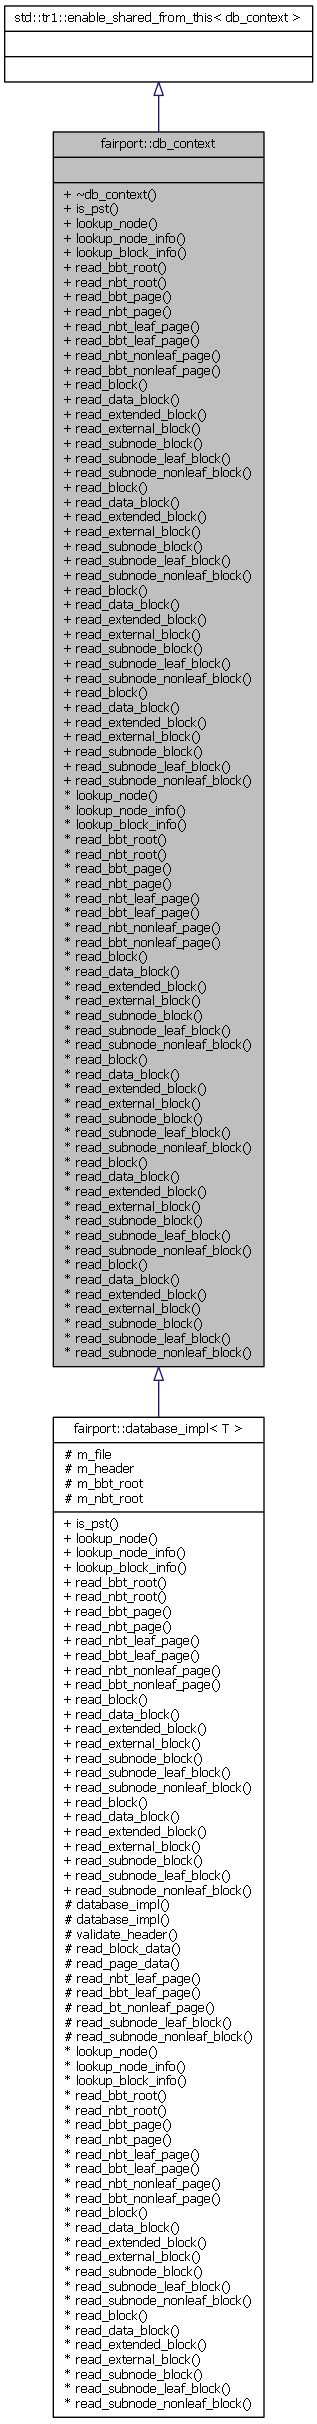 std::tr1::enable_shared_from_this< db_context >
fairport::db_context
+ ~db_context()
+ is_pst()
+ lookup_node()
+ lookup_node_info()
+ lookup_block_info()
+ read_bbt_root()
+ read_nbt_root()
+ read_bbt_page()
+ read_nbt_page()
+ read_nbt_leaf_page()
+ read_bbt_leaf_page()
+ read_nbt_nonleaf_page()
+ read_bbt_nonleaf_page()
+ read_block()
+ read_data_block()
+ read_extended_block()
+ read_external_block()
+ read_subnode_block()
+ read_subnode_leaf_block()
+ read_subnode_nonleaf_block()
+ read_block()
+ read_data_block()
+ read_extended_block()
+ read_external_block()
+ read_subnode_block()
+ read_subnode_leaf_block()
+ read_subnode_nonleaf_block()
+ read_block()
+ read_data_block()
+ read_extended_block()
+ read_external_block()
+ read_subnode_block()
+ read_subnode_leaf_block()
+ read_subnode_nonleaf_block()
+ read_block()
+ read_data_block()
+ read_extended_block()
+ read_external_block()
+ read_subnode_block()
+ read_subnode_leaf_block()
+ read_subnode_nonleaf_block()
* lookup_node()
* lookup_node_info()
* lookup_block_info()
* read_bbt_root()
* read_nbt_root()
* read_bbt_page()
* read_nbt_page()
* read_nbt_leaf_page()
* read_bbt_leaf_page()
* read_nbt_nonleaf_page()
* read_bbt_nonleaf_page()
* read_block()
* read_data_block()
* read_extended_block()
* read_external_block()
* read_subnode_block()
* read_subnode_leaf_block()
* read_subnode_nonleaf_block()
* read_block()
* read_data_block()
* read_extended_block()
* read_external_block()
* read_subnode_block()
* read_subnode_leaf_block()
* read_subnode_nonleaf_block()
* read_block()
* read_data_block()
* read_extended_block()
* read_external_block()
* read_subnode_block()
* read_subnode_leaf_block()
* read_subnode_nonleaf_block()
* read_block()
* read_data_block()
* read_extended_block()
* read_external_block()
* read_subnode_block()
* read_subnode_leaf_block()
* read_subnode_nonleaf_block()
fairport::database_impl< T >
# m_file
# m_header
# m_bbt_root
# m_nbt_root
+ is_pst()
+ lookup_node()
+ lookup_node_info()
+ lookup_block_info()
+ read_bbt_root()
+ read_nbt_root()
+ read_bbt_page()
+ read_nbt_page()
+ read_nbt_leaf_page()
+ read_bbt_leaf_page()
+ read_nbt_nonleaf_page()
+ read_bbt_nonleaf_page()
+ read_block()
+ read_data_block()
+ read_extended_block()
+ read_external_block()
+ read_subnode_block()
+ read_subnode_leaf_block()
+ read_subnode_nonleaf_block()
+ read_block()
+ read_data_block()
+ read_extended_block()
+ read_external_block()
+ read_subnode_block()
+ read_subnode_leaf_block()
+ read_subnode_nonleaf_block()
# database_impl()
# database_impl()
# validate_header()
# read_block_data()
# read_page_data()
# read_nbt_leaf_page()
# read_bbt_leaf_page()
# read_bt_nonleaf_page()
# read_subnode_leaf_block()
# read_subnode_nonleaf_block()
* lookup_node()
* lookup_node_info()
* lookup_block_info()
* read_bbt_root()
* read_nbt_root()
* read_bbt_page()
* read_nbt_page()
* read_nbt_leaf_page()
* read_bbt_leaf_page()
* read_nbt_nonleaf_page()
* read_bbt_nonleaf_page()
* read_block()
* read_data_block()
* read_extended_block()
* read_external_block()
* read_subnode_block()
* read_subnode_leaf_block()
* read_subnode_nonleaf_block()
* read_block()
* read_data_block()
* read_extended_block()
* read_external_block()
* read_subnode_block()
* read_subnode_leaf_block()
* read_subnode_nonleaf_block()